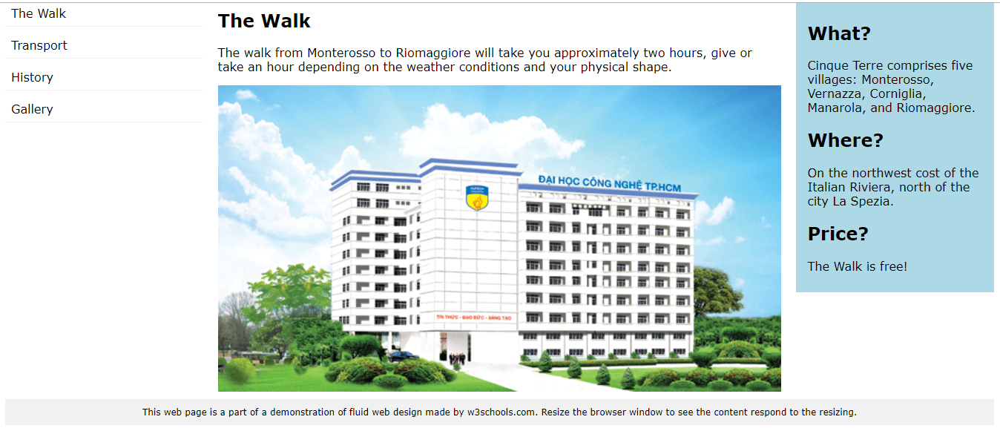 The Walk
Transport
History
Gallery
The Walk
The walk from Monterosso to Riomaggiore will take you approximately two hours, give or
take an hour depending on the weather conditions and your physical shape.
ĐẠI HỌC CÔNG NGHỆ TP.HCM
TRI THỨC - ĐẠO ĐỨC - SÁNG TẠO
What?
Cinque Terre comprises five
villages: Monterosso,
Vernazza, Corniglia,
Manarola, and Riomaggiore.
Where?
On the northwest cost of the
Italian Riviera, north of the
city La Spezia.
Price?
The Walk is free!
This web page is a part of a demonstration of fluid web design made by w3schools.com. Resize the browser window to see the content respond to the resizing.